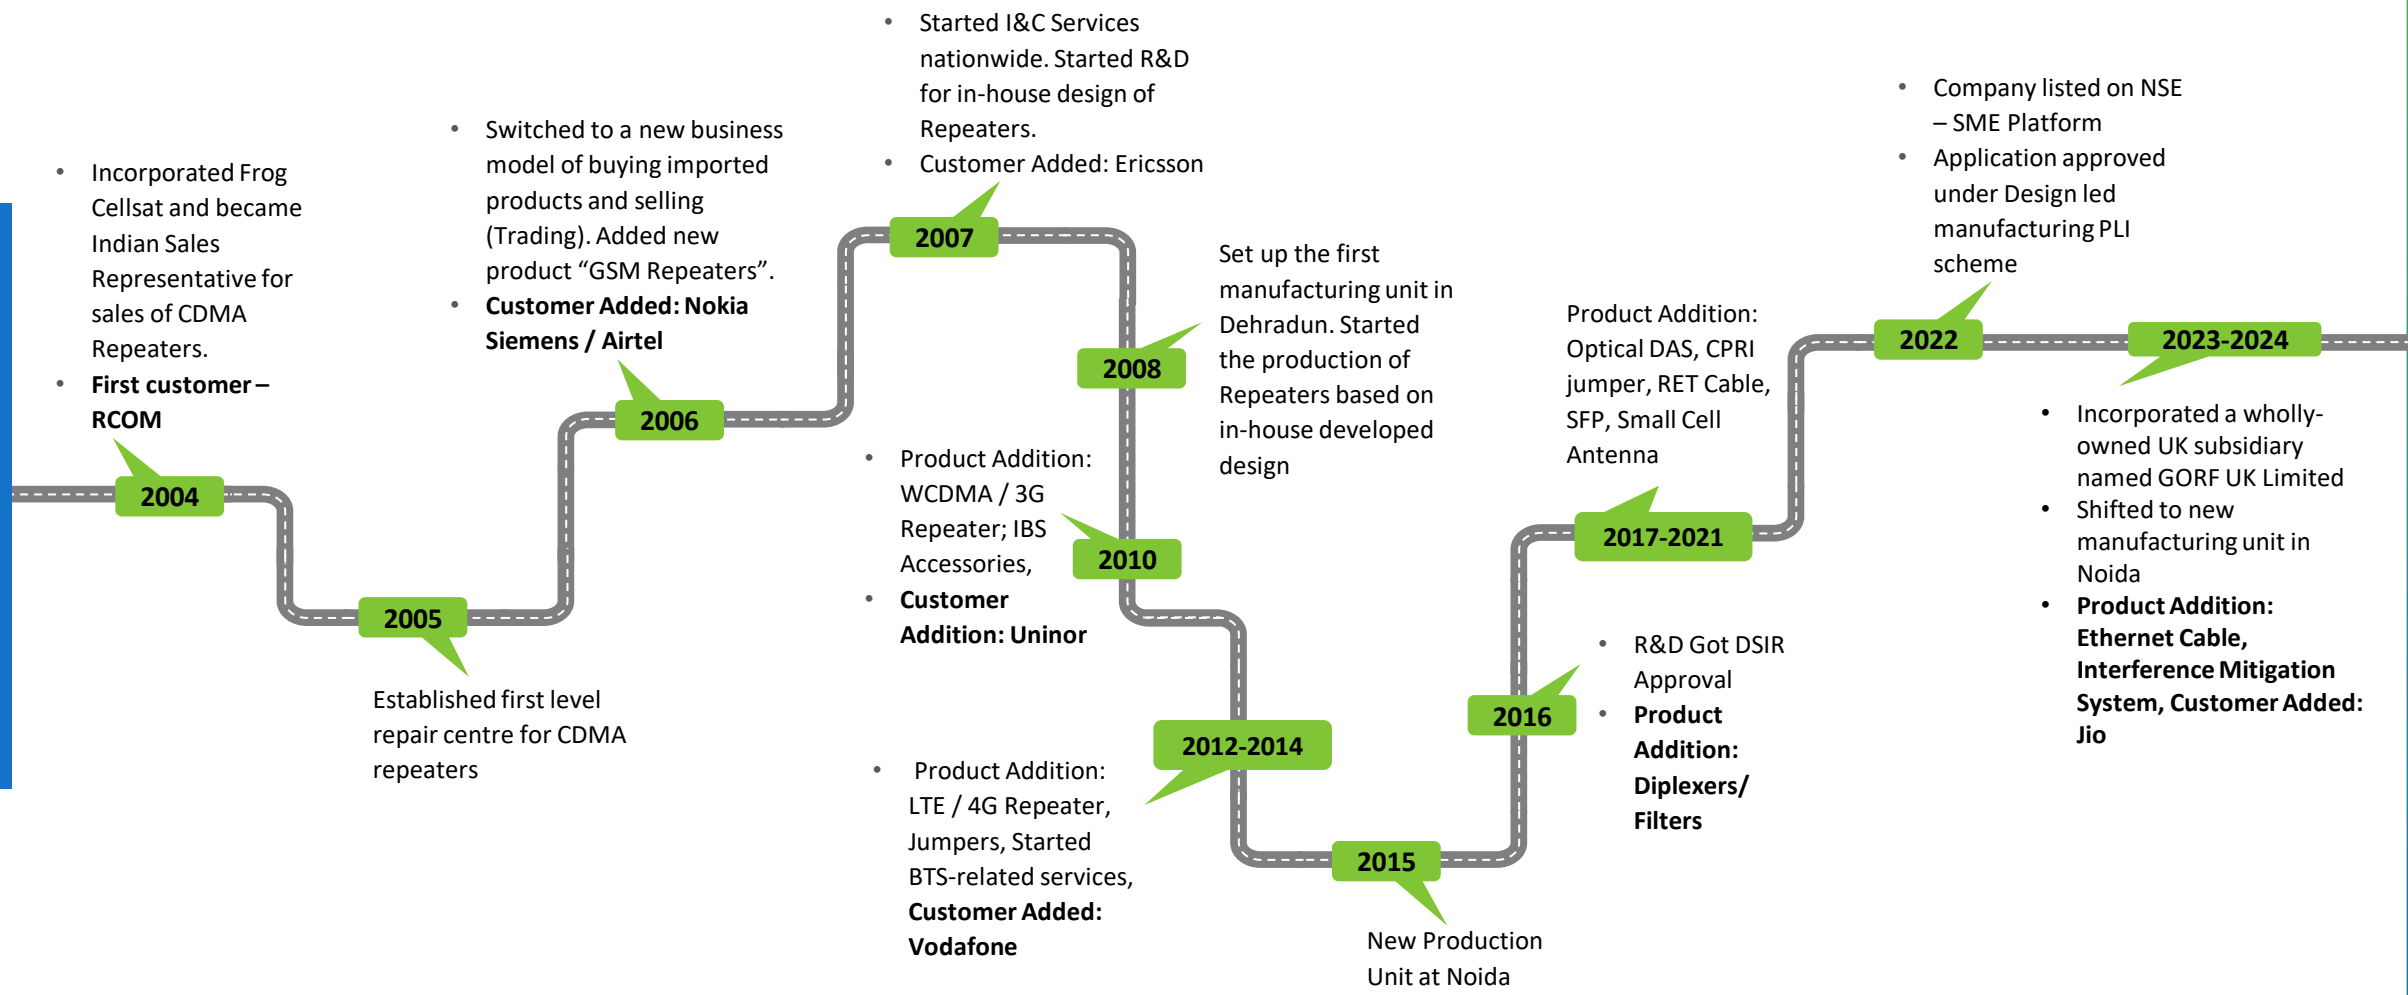 • Incorporated Frog
Cellsat and became
Indian Sales
Representative for
sales of CDMA
Repeaters.
• First customer –
RCOM
2004
2005
Established first level
repair centre for CDMA
repeaters
• Switched to a new business
model of buying imported
products and selling
(Trading). Added new
product “GSM Repeaters”.
• Customer Added: Nokia
Siemens / Airtel
2006
• Started I&C Services
nationwide. Started R&D
for in-house design of
Repeaters.
• Customer Added: Ericsson
2007
2008
Set up the first
manufacturing unit in
Dehradun. Started
the production of
Repeaters based on
in-house developed
design
• Product Addition:
WCDMA / 3G
Repeater; IBS
Accessories,
• Customer
Addition: Uninor
2010
2012-2014
• Product Addition:
LTE / 4G Repeater,
Jumpers, Started
BTS-related services,
Customer Added:
Vodafone
2015
New Production
Unit at Noida
2016
• R&D Got DSIR
Approval
• Product
Addition:
Diplexers/
Filters
Product Addition:
Optical DAS, CPRI
jumper, RET Cable,
SFP, Small Cell
Antenna
2017-2021
• Company listed on NSE
– SME Platform
• Application approved
under Design led
manufacturing PLI
scheme
2022
2023-2024
• Incorporated a wholly-
owned UK subsidiary
named GORF UK Limited
• Shifted to new
manufacturing unit in
Noida
• Product Addition:
Ethernet Cable,
Interference Mitigation
System, Customer Added:
Jio